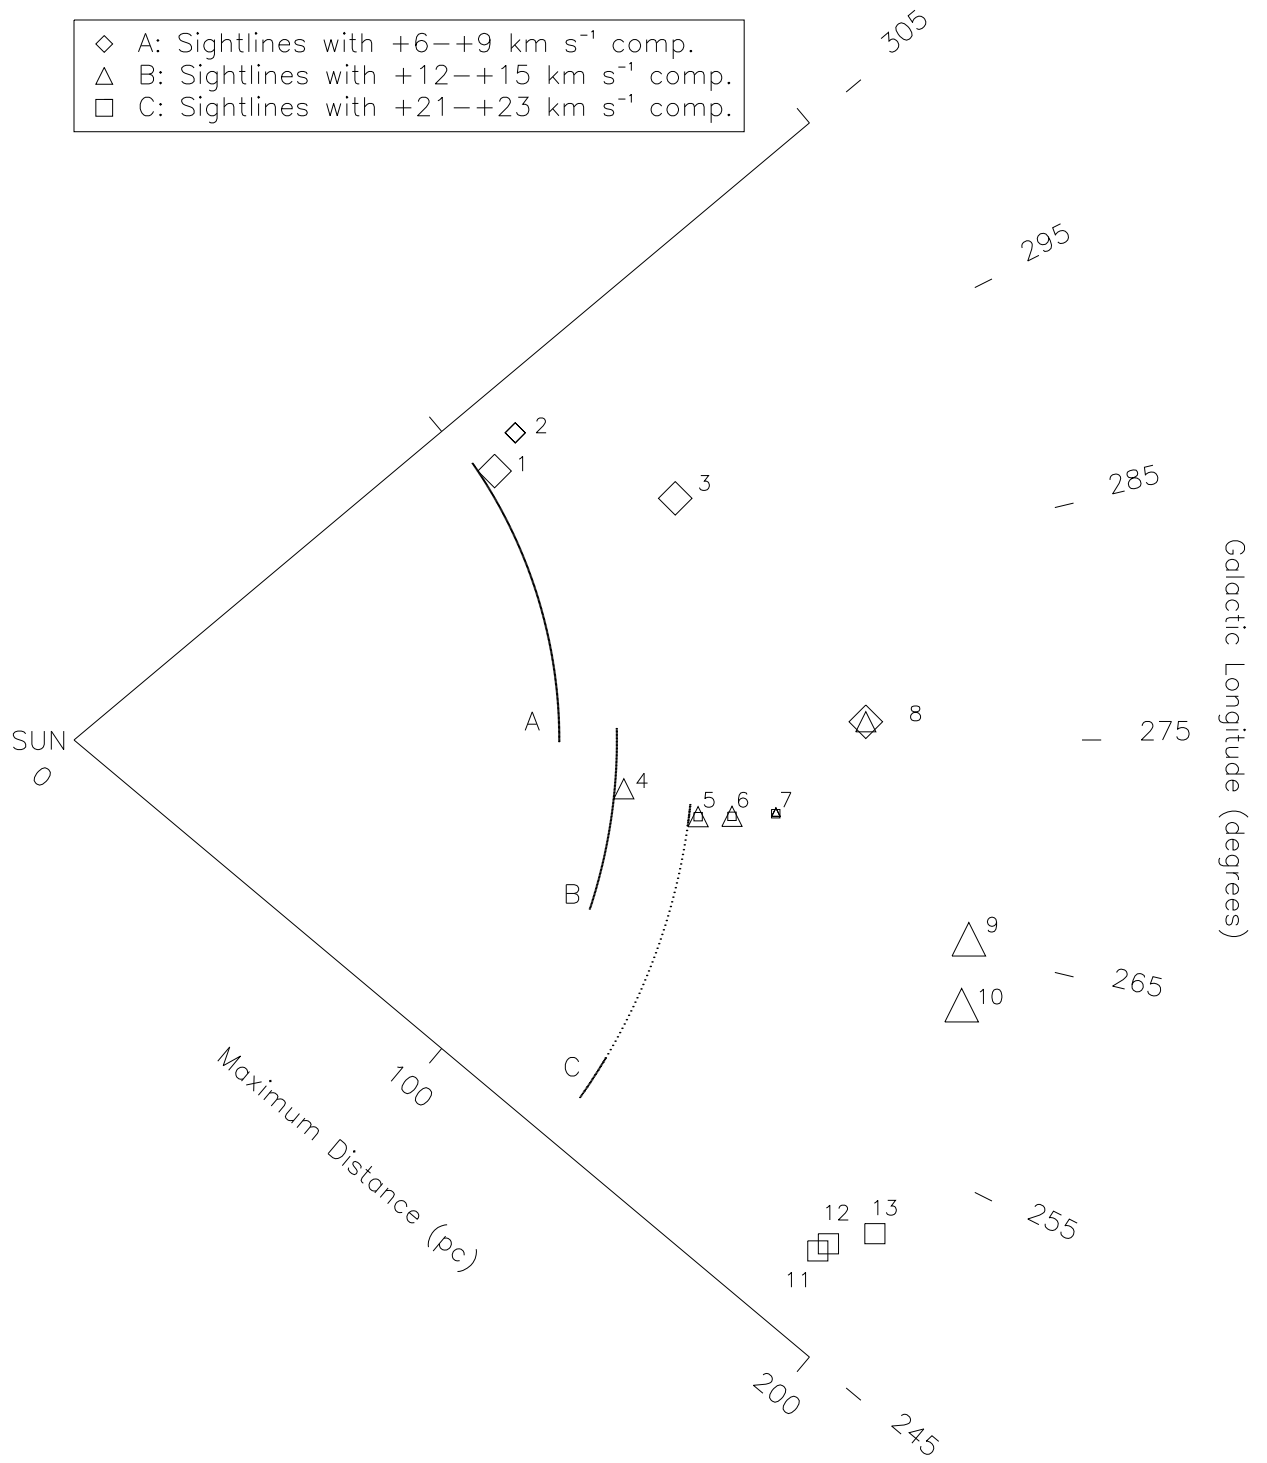 A: Sightlines with +6−+9 km s⁻¹ comp.
B: Sightlines with +12−+15 km s⁻¹ comp.
C: Sightlines with +21−+23 km s⁻¹ comp.
305
295
285
275
265
255
245
Galactic Longitude (degrees)
SUN
0
100
200
Maximum Distance (pc)
A
B
C
1
2
3
4
5
6
7
8
9
10
11
12
13